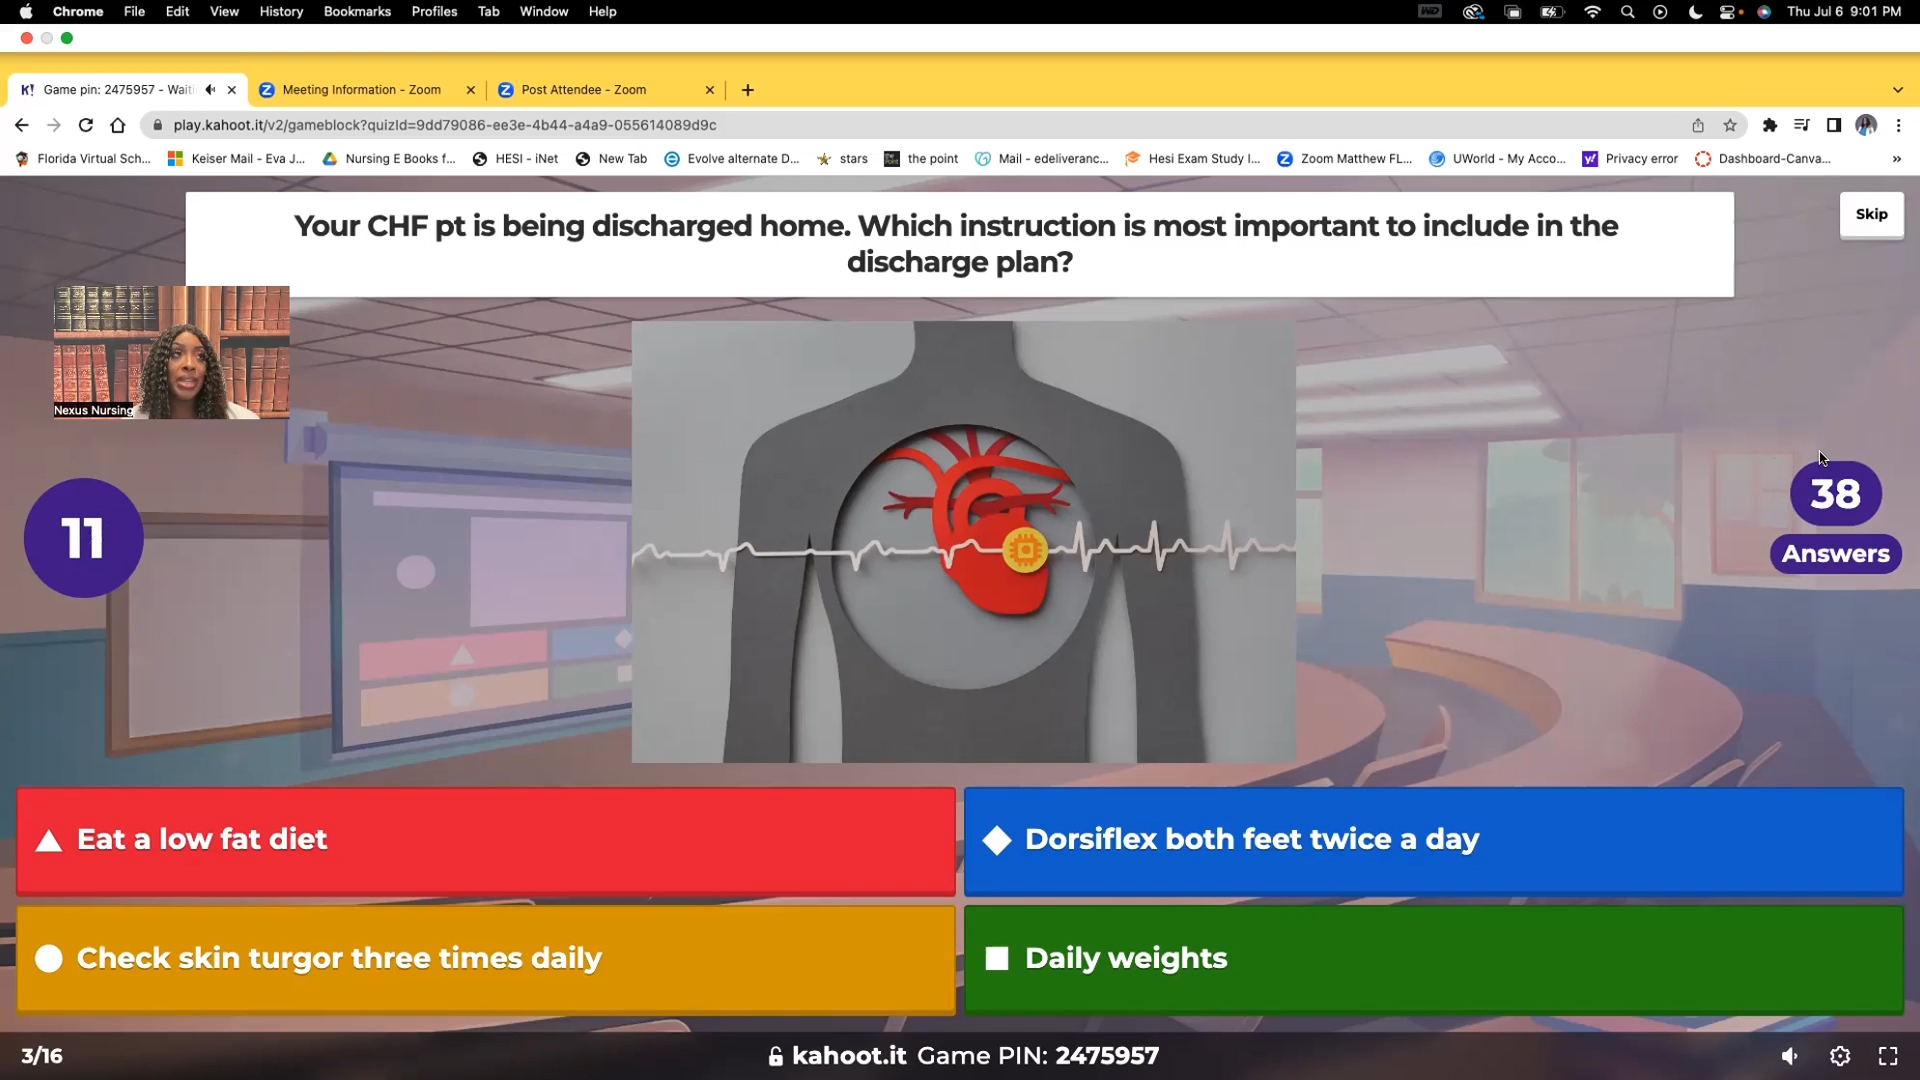 Chrome File Edit View History Bookmarks Profiles Tab Window Help Thu Jul 6 9:01 PM
K! Game pin: 2475957 - Wait Meeting Information - Zoom Post Attendee - Zoom
play.kahoot.it/v2/gameblock?quizId=9dd79086-ee3e-4b44-a4a9-055614089d9c
Florida Virtual Sch... Keiser Mail - Eva J... Nursing E Books f... HESI - iNet New Tab Evolve alternate D... stars the point Mail - edeliveranc... Hesi Exam Study I... Zoom Matthew FL... UWorld - My Acco... Privacy error Dashboard-Canva... »
Your CHF pt is being discharged home. Which instruction is most important to include in the
discharge plan?
Skip
Nexus Nursing
11
38
Answers
Eat a low fat diet
Dorsiflex both feet twice a day
Check skin turgor three times daily
Daily weights
3/16
kahoot.it Game PIN: 2475957